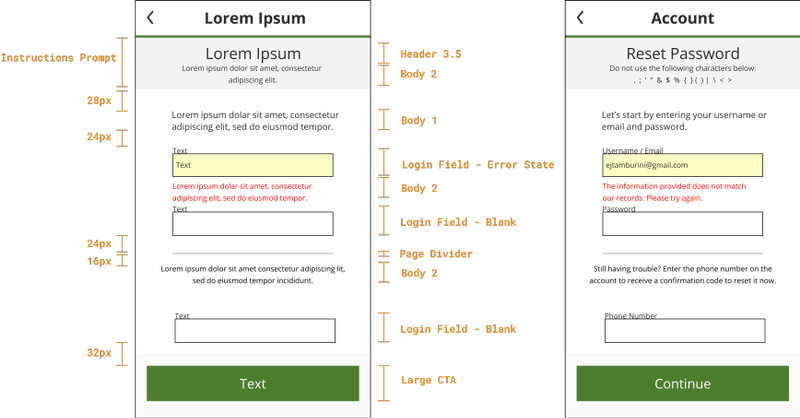 Lorem Ipsum
Instructions Prompt
Lorem Ipsum
Lorem ipsum dolar sit amet, consectetur
adipiscing elit.
28px
Lorem ipsum dolar sit amet, consectetur
adipiscing elit, sed do eiusmod tempor.
24px
Text
Text
Lorem ipsum dolar sit amet, consectetur
adipiscing elit, sed do eiusmod tempor.
Text
24px
16px
Lorem ipsum dolar sit amet consectetur adipiscing lit,
sed do eiusmod tempor incididunt.
Text
32px
Text
Header 3.5
Body 2
Body 1
Login Field - Error State
Body 2
Login Field - Blank
Page Divider
Body 2
Login Field - Blank
Large CTA
Account
Reset Password
Do not use the following characters below:
, ; ' " & $ % { } ( ) | \ < >
Let's start by entering your username or
email and password.
Username / Email
ejtamburini@gmail.com
The information provided does not match
our records. Please try again.
Password
Still having trouble? Enter the phone number on the
account to receive a confirmation code to reset it now.
Phone Number
Continue